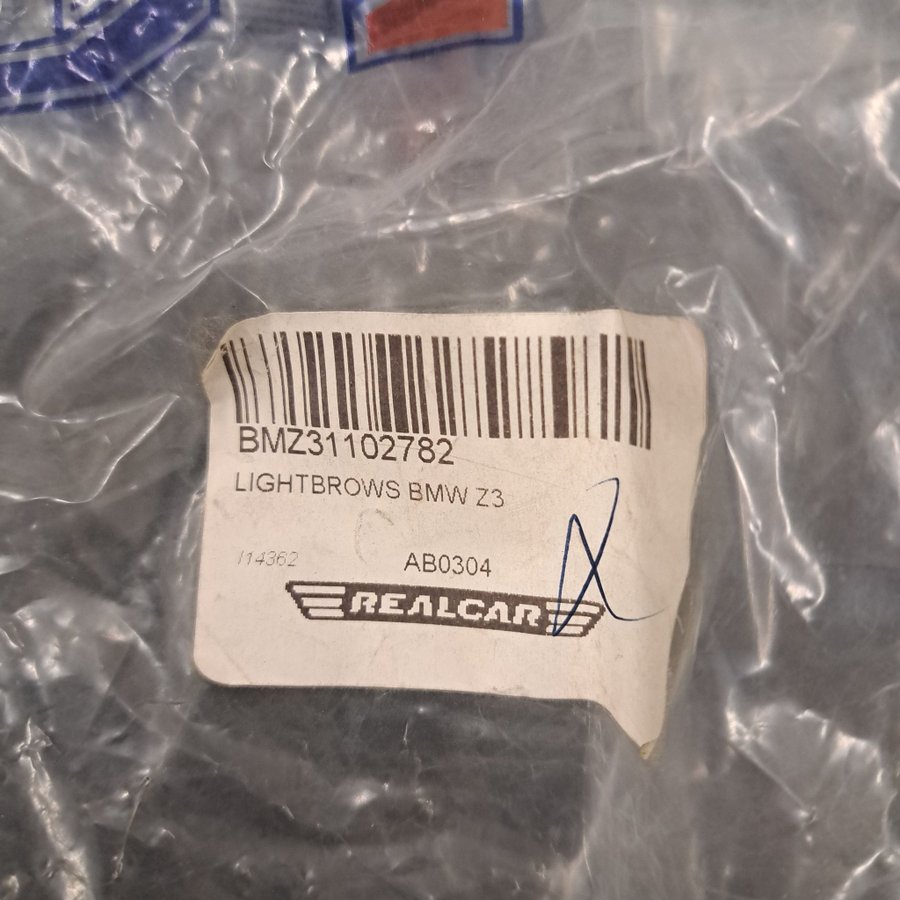 BMZ31102782
LIGHTBROWS BMW Z3
I14362
AB0304
REALCAR